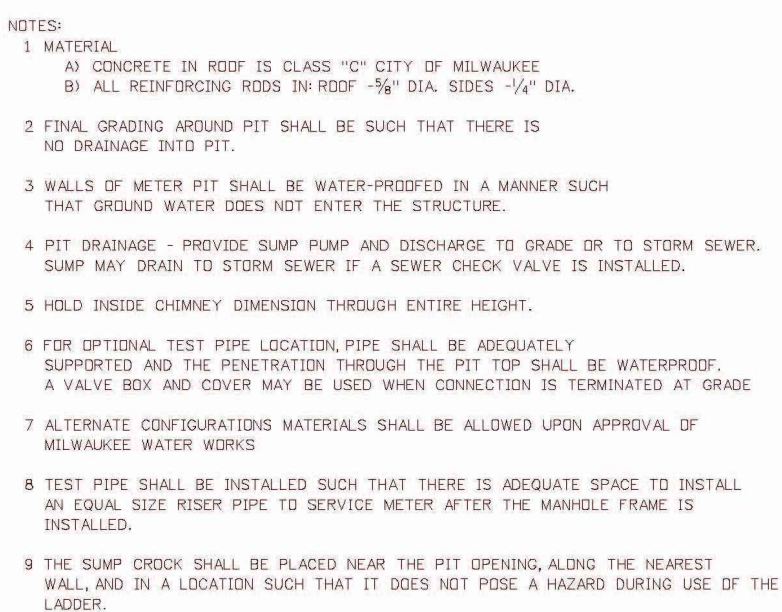 NOTES:
1 MATERIAL
A) CONCRETE IN ROOF IS CLASS "C" CITY OF MILWAUKEE
B) ALL REINFORCING RODS IN: ROOF -5/8" DIA. SIDES -1/4" DIA.
2 FINAL GRADING AROUND PIT SHALL BE SUCH THAT THERE IS
NO DRAINAGE INTO PIT.
3 WALLS OF METER PIT SHALL BE WATER-PROOFED IN A MANNER SUCH
THAT GROUND WATER DOES NOT ENTER THE STRUCTURE.
4 PIT DRAINAGE - PROVIDE SUMP PUMP AND DISCHARGE TO GRADE OR TO STORM SEWER.
SUMP MAY DRAIN TO STORM SEWER IF A SEWER CHECK VALVE IS INSTALLED.
5 HOLD INSIDE CHIMNEY DIMENSION THROUGH ENTIRE HEIGHT.
6 FOR OPTIONAL TEST PIPE LOCATION, PIPE SHALL BE ADEQUATELY
SUPPORTED AND THE PENETRATION THROUGH THE PIT TOP SHALL BE WATERPROOF.
A VALVE BOX AND COVER MAY BE USED WHEN CONNECTION IS TERMINATED AT GRADE
7 ALTERNATE CONFIGURATIONS MATERIALS SHALL BE ALLOWED UPON APPROVAL OF
MILWAUKEE WATER WORKS
8 TEST PIPE SHALL BE INSTALLED SUCH THAT THERE IS ADEQUATE SPACE TO INSTALL
AN EQUAL SIZE RISER PIPE TO SERVICE METER AFTER THE MANHOLE FRAME IS
INSTALLED.
9 THE SUMP CROCK SHALL BE PLACED NEAR THE PIT OPENING, ALONG THE NEAREST
WALL, AND IN A LOCATION SUCH THAT IT DOES NOT POSE A HAZARD DURING USE OF THE
LADDER.